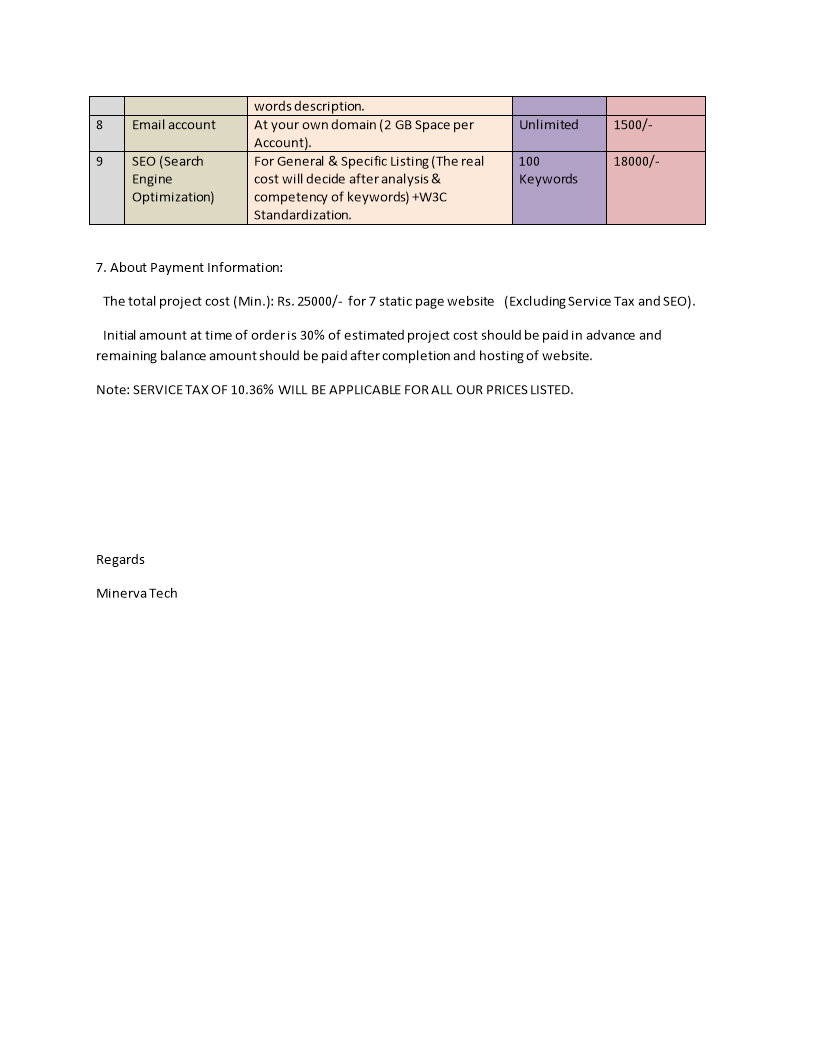 words description.
8 Email account At your own domain (2 GB Space per Unlimited 1500/-
Account).
9 SEO (Search For General & Specific Listing (The real 100 18000/-
Engine cost will decide after analysis & Keywords
Optimization) competency of keywords) +W3C
Standardization.
7. About Payment Information:
The total project cost (Min.): Rs. 25000/- for 7 static page website (Excluding Service Tax and SEO).
Initial amount at time of order is 30% of estimated project cost should be paid in advance and
remaining balance amount should be paid after completion and hosting of website.
Note: SERVICE TAX OF 10.36% WILL BE APPLICABLE FOR ALL OUR PRICES LISTED.
Regards
Minerva Tech